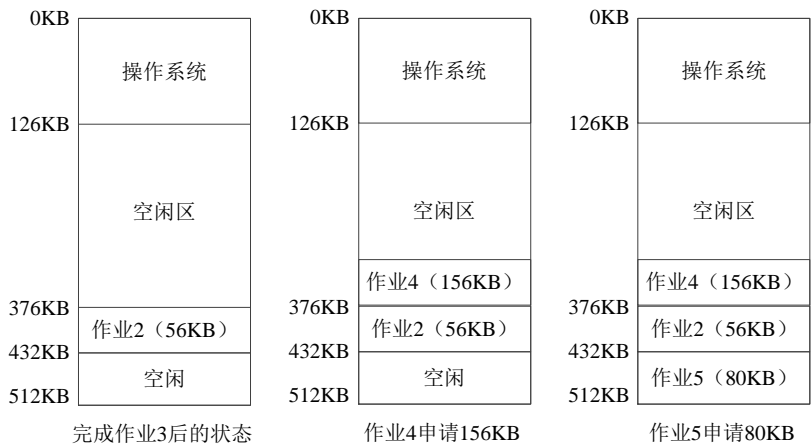 0KB
操作系统
126KB
空闲区
376KB
作业2（56KB）
432KB
空闲
512KB
完成作业3后的状态
0KB
操作系统
126KB
空闲区
作业4（156KB）
376KB
作业2（56KB）
432KB
空闲
512KB
作业4申请156KB
0KB
操作系统
126KB
空闲区
作业4（156KB）
376KB
作业2（56KB）
432KB
作业5（80KB）
512KB
作业5申请80KB